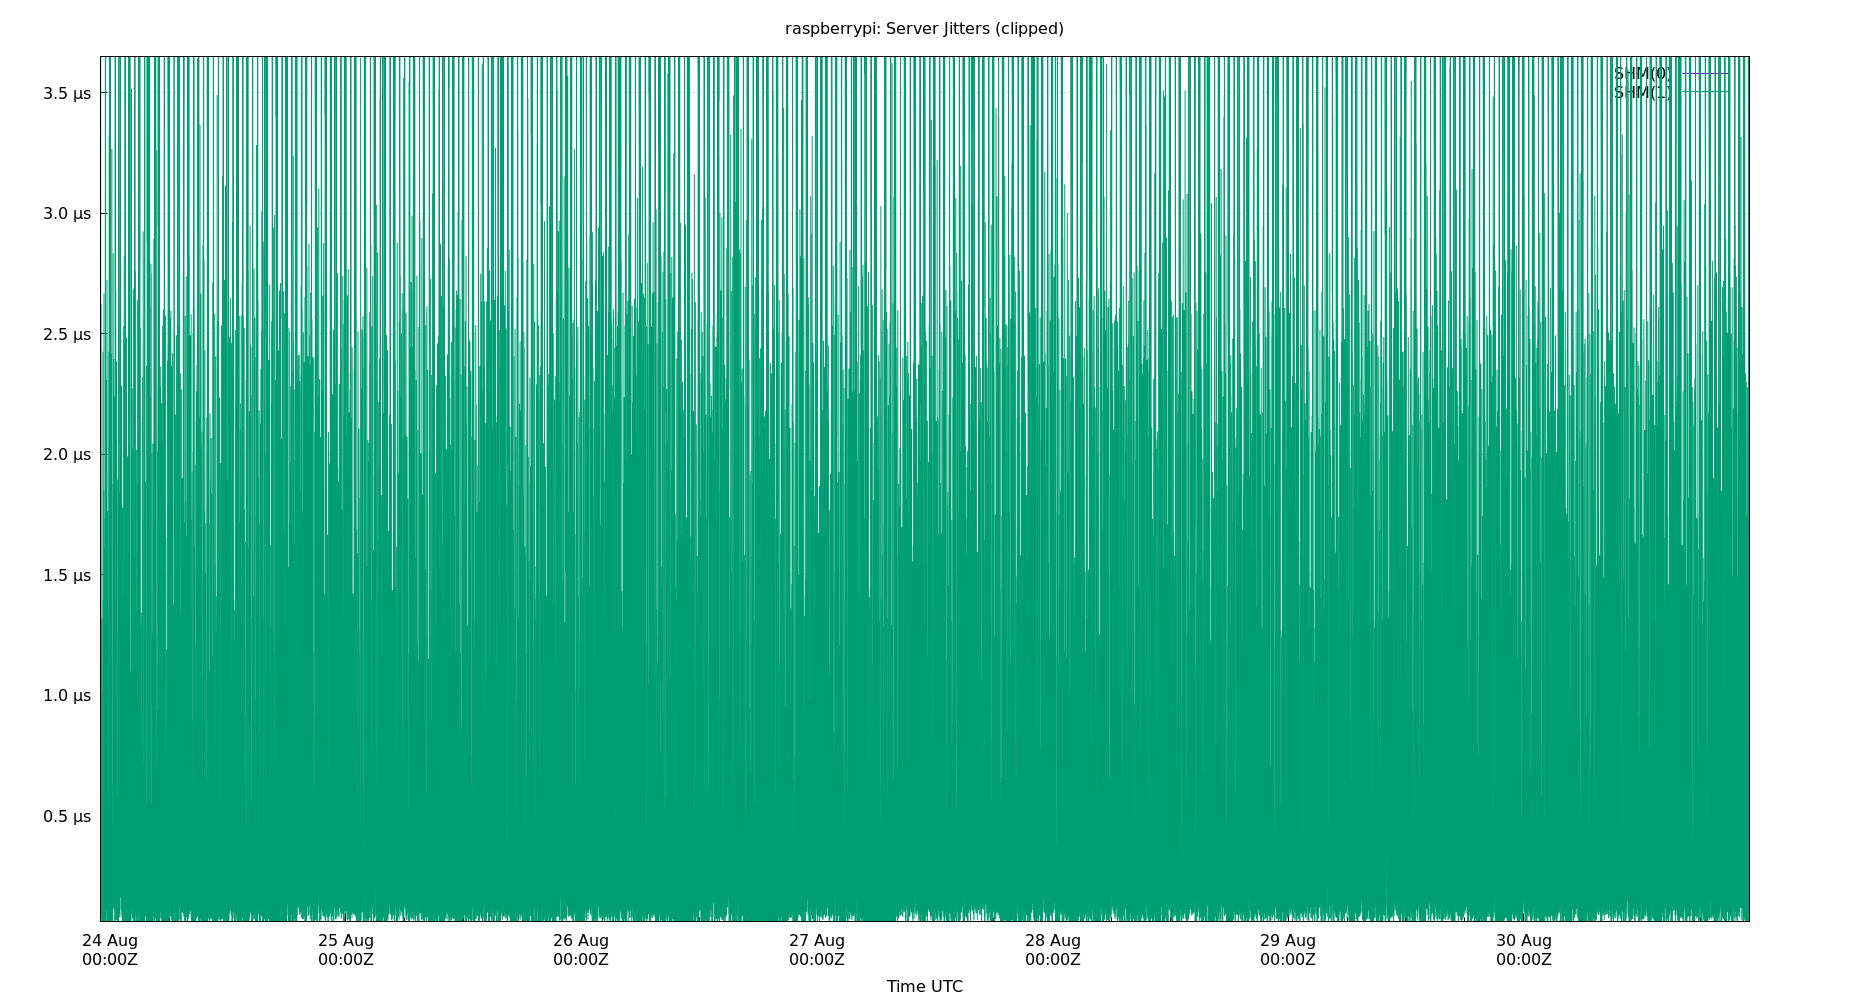 raspberrypi: Server Jitters (clipped)
SHM(0)
SHM(1)
3.5 µs
3.0 µs
2.5 µs
2.0 µs
1.5 µs
1.0 µs
0.5 µs
24 Aug 25 Aug 26 Aug 27 Aug 28 Aug 29 Aug 30 Aug
00:00Z 00:00Z 00:00Z 00:00Z 00:00Z 00:00Z 00:00Z
Time UTC